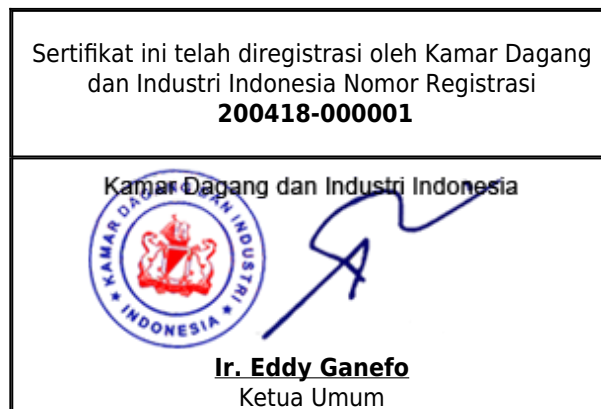 Sertifikat ini telah diregistrasi oleh Kamar Dagang
dan Industri Indonesia Nomor Registrasi
200418-000001
Kamar Dagang dan Industri Indonesia
KAMAR DAGANG DAN INDUSTRI
INDONESIA
Ir. Eddy Ganefo
Ketua Umum